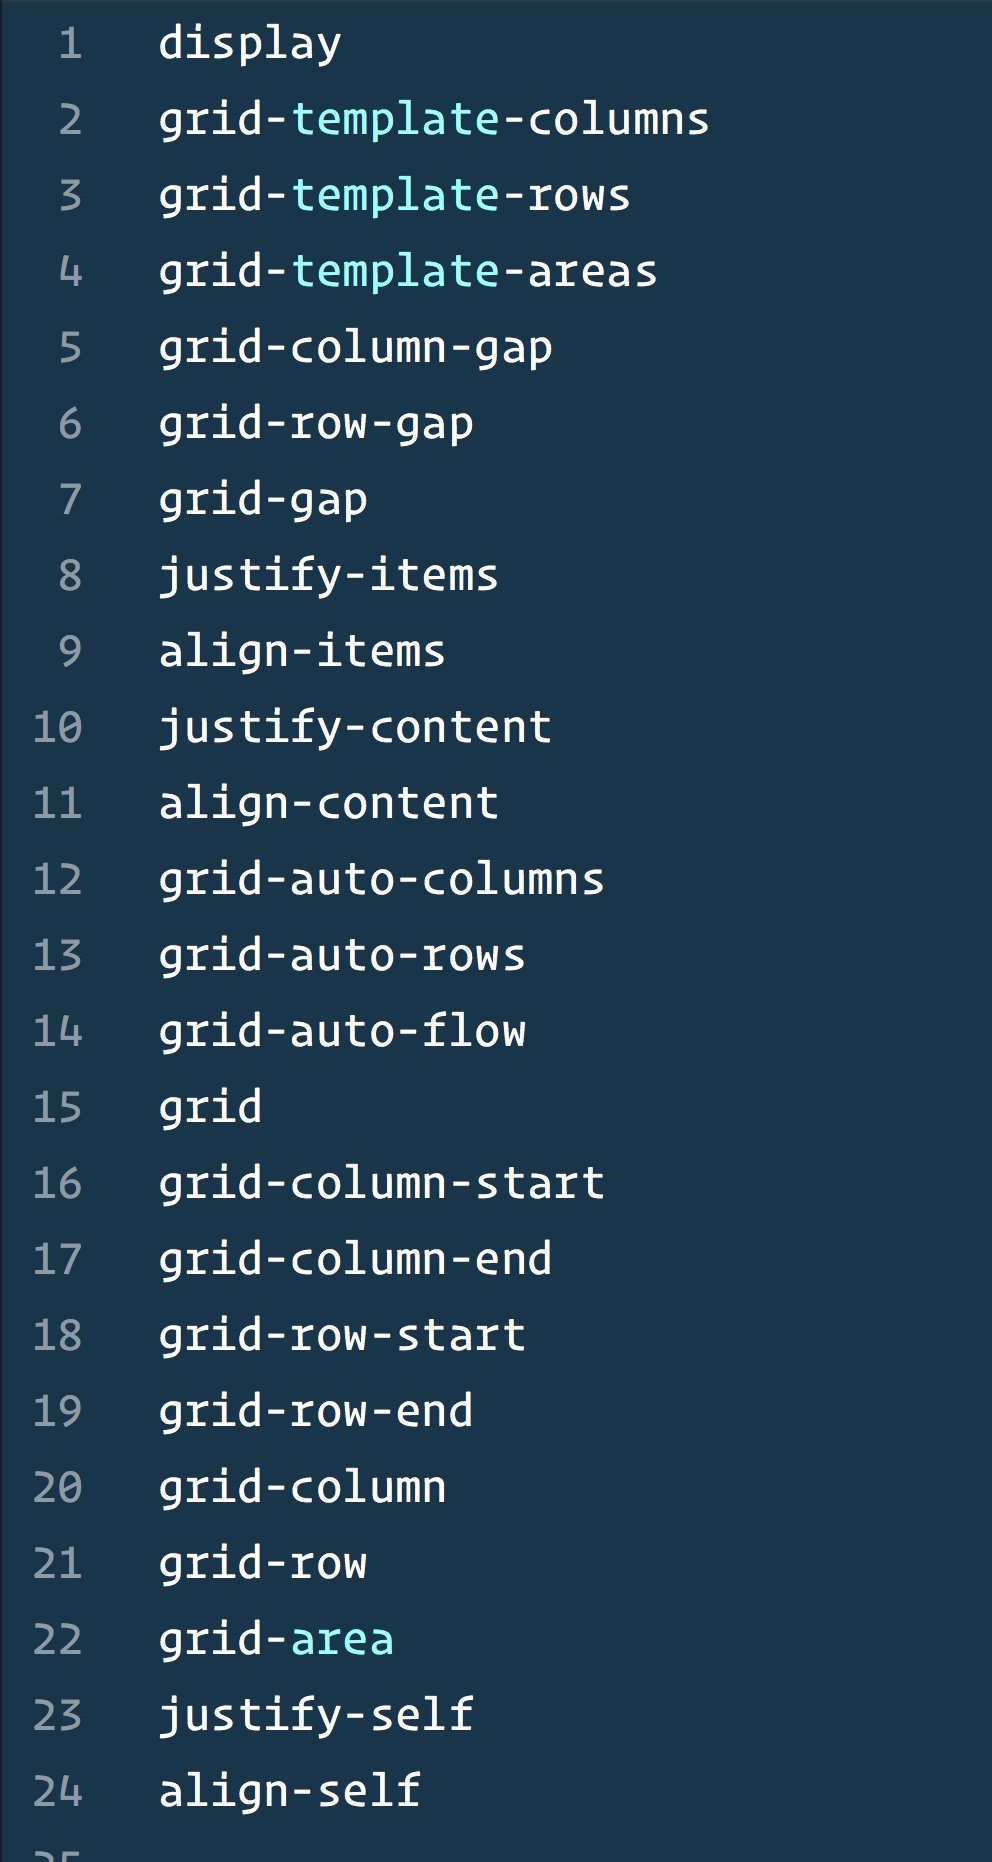 1 display
2 grid-template-columns
3 grid-template-rows
4 grid-template-areas
5 grid-column-gap
6 grid-row-gap
7 grid-gap
8 justify-items
9 align-items
10 justify-content
11 align-content
12 grid-auto-columns
13 grid-auto-rows
14 grid-auto-flow
15 grid
16 grid-column-start
17 grid-column-end
18 grid-row-start
19 grid-row-end
20 grid-column
21 grid-row
22 grid-area
23 justify-self
24 align-self